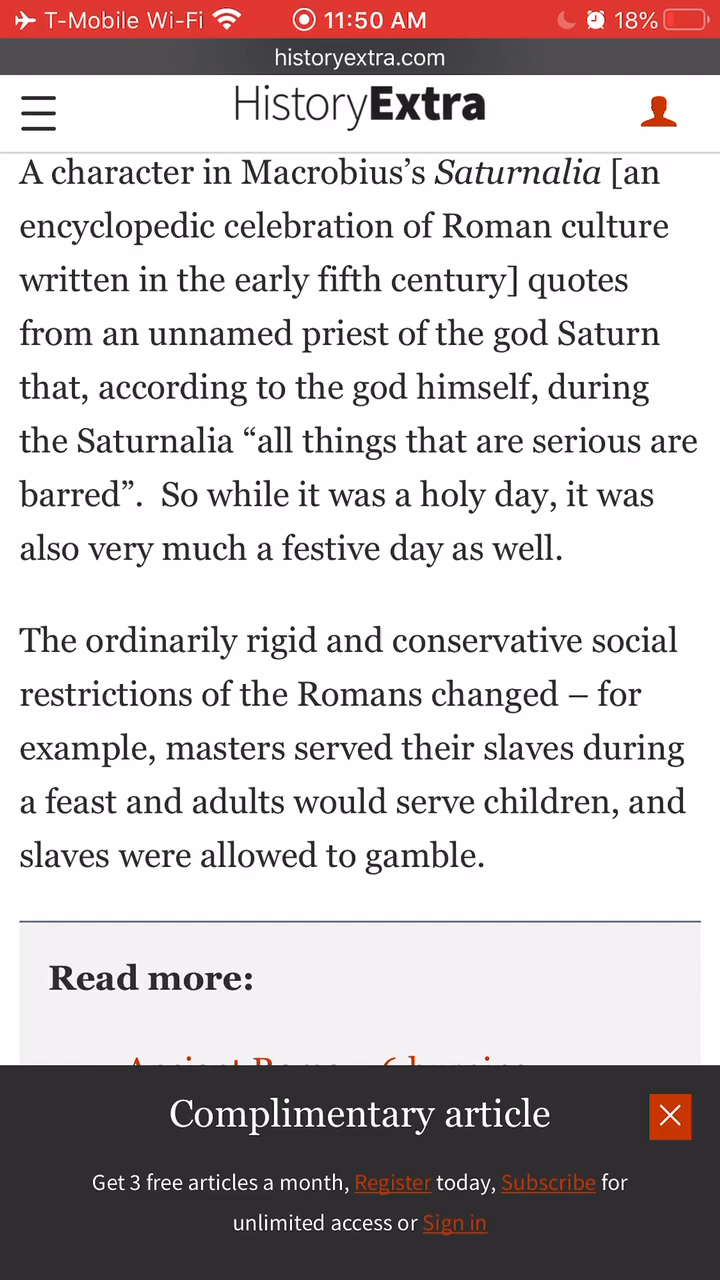 T-Mobile Wi-Fi 11:50 AM 18%
historyextra.com
HistoryExtra
A character in Macrobius’s Saturnalia [an
encyclopedic celebration of Roman culture
written in the early fifth century] quotes
from an unnamed priest of the god Saturn
that, according to the god himself, during
the Saturnalia “all things that are serious are
barred”.  So while it was a holy day, it was
also very much a festive day as well.
The ordinarily rigid and conservative social
restrictions of the Romans changed – for
example, masters served their slaves during
a feast and adults would serve children, and
slaves were allowed to gamble.
Read more:
Complimentary article
Get 3 free articles a month, Register today, Subscribe for
unlimited access or Sign in